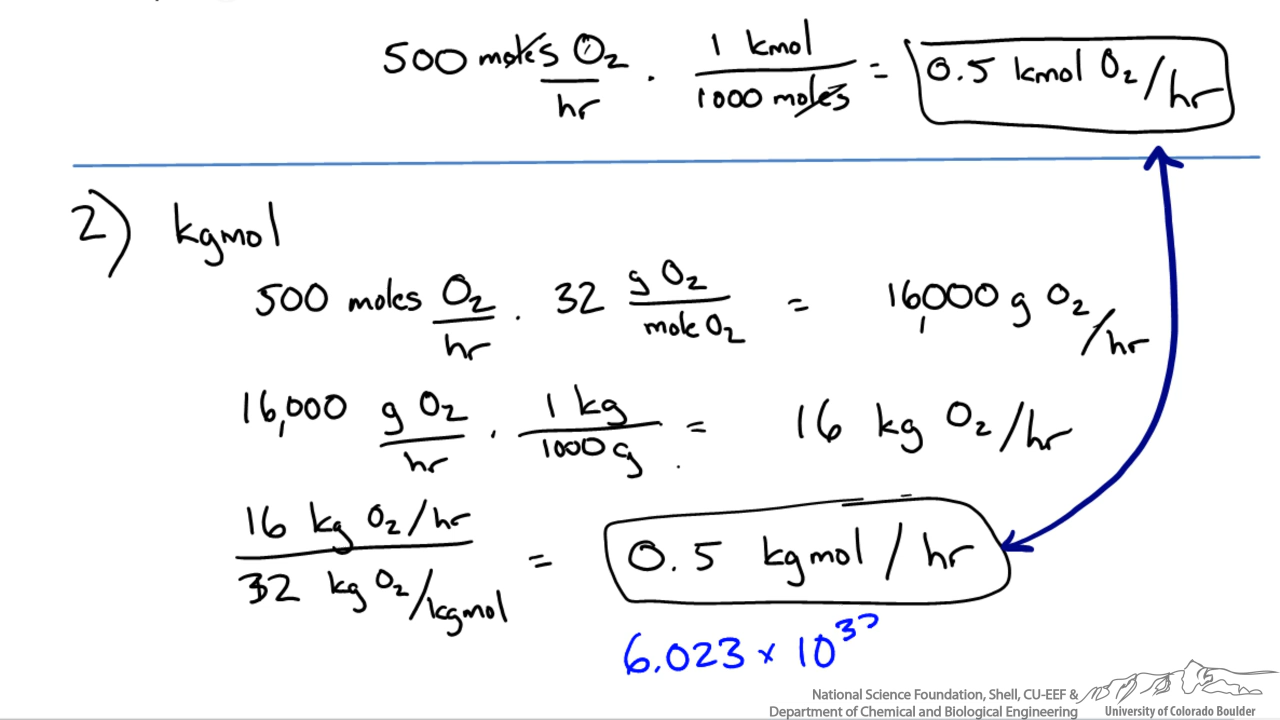 500 moles O₂/hr · 1 kmol/1000 moles = 0.5 kmol O₂/hr
2) kgmol
500 moles O₂/hr · 32 g O₂/mole O₂ = 16,000 g O₂/hr
16,000 g O₂/hr · 1 kg/1000 g = 16 kg O₂/hr
16 kg O₂/hr / 32 kg O₂/kgmol = 0.5 kgmol/hr
6.023 × 10
National Science Foundation, Shell, CU-EEF &
Department of Chemical and Biological Engineering
University of Colorado Boulder